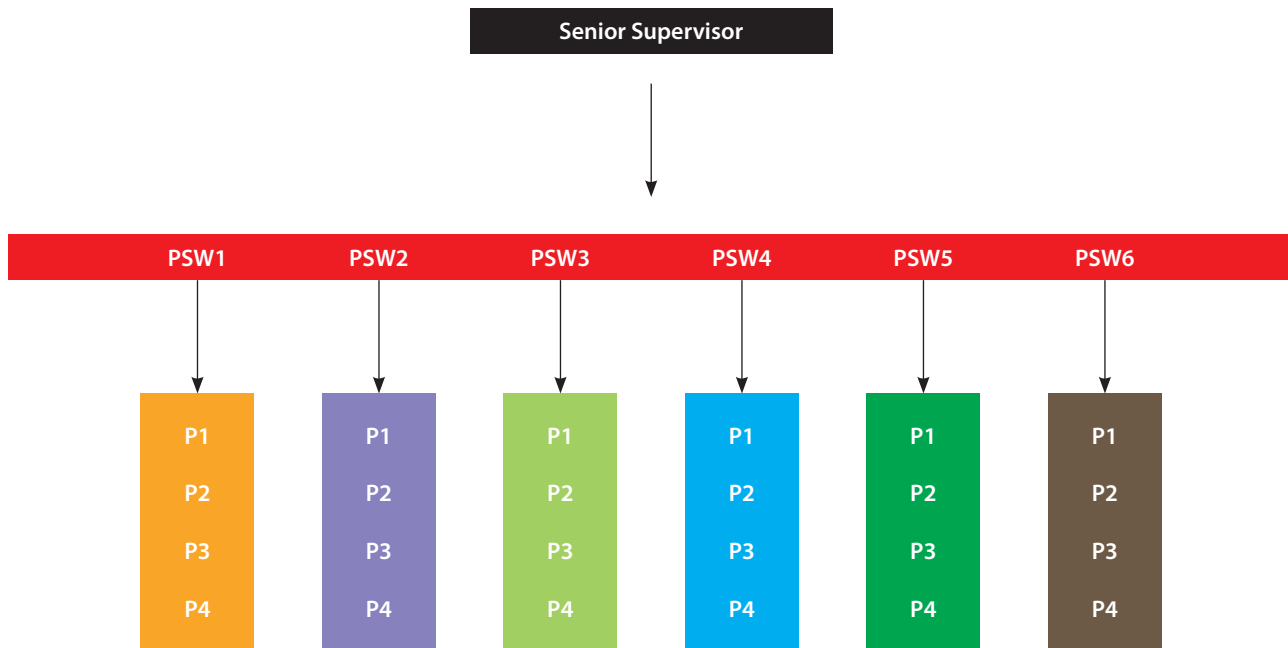 Senior Supervisor
PSW1 PSW2 PSW3 PSW4 PSW5 PSW6
P1 P1 P1 P1 P1 P1
P2 P2 P2 P2 P2 P2
P3 P3 P3 P3 P3 P3
P4 P4 P4 P4 P4 P4